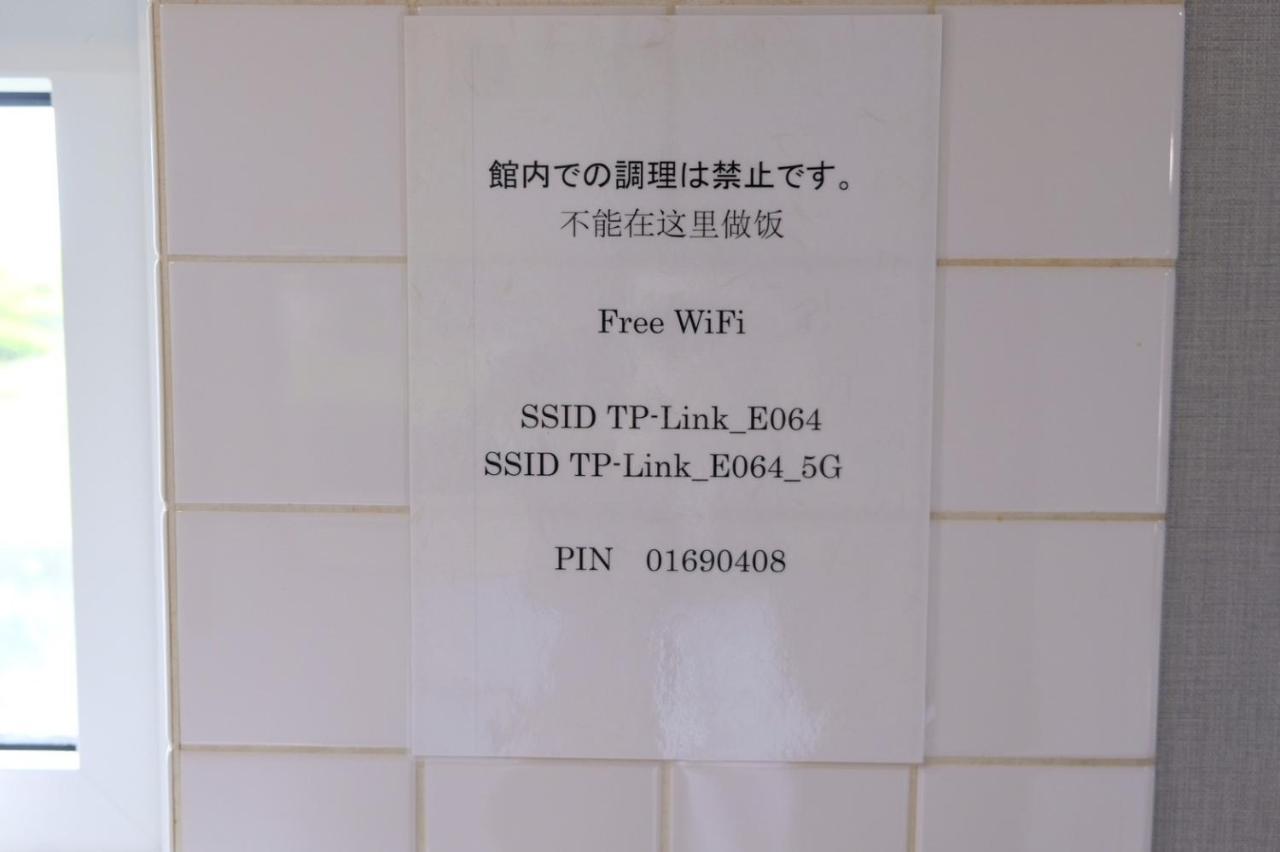 館内での調理は禁止です。
不能在这里做饭
Free WiFi
SSID TP-Link_E064
SSID TP-Link_E064_5G
PIN　01690408